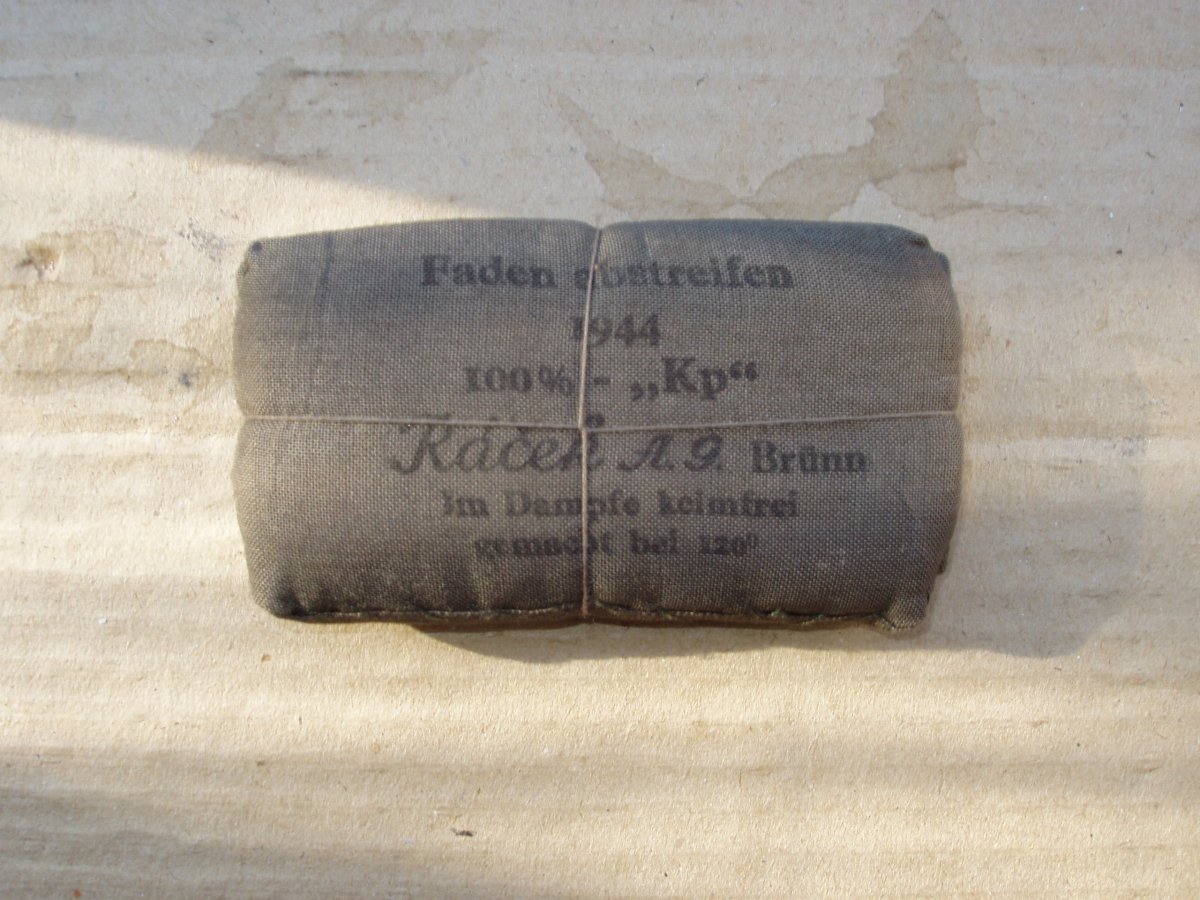 Faden abstreifen
1944
100% - „Kp“
Káček A. G. Brünn
im Dampfe keimfrei
gemacht bei 120°